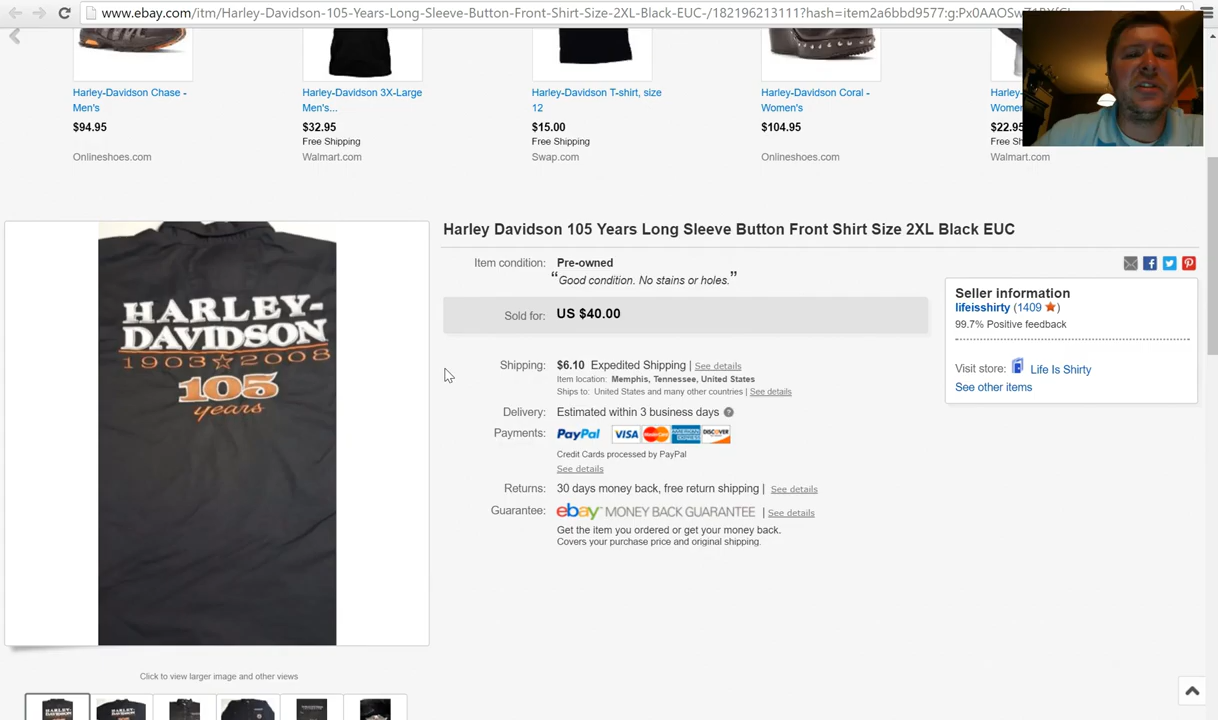 www.ebay.com/itm/Harley-Davidson-105-Years-Long-Sleeve-Button-Front-Shirt-Size-2XL-Black-EUC-/182196213111?hash=item2a6bbd9577:g:Px0AAOSw
Harley-Davidson Chase -
Men's
$94.95
Onlineshoes.com
Harley-Davidson 3X-Large
Men's...
$32.95
Free Shipping
Walmart.com
Harley-Davidson T-shirt, size
12
$15.00
Free Shipping
Swap.com
Harley-Davidson Coral -
Women's
$104.95
Onlineshoes.com
Harley-
Women
$22.95
Free Sh
Walmart.com
HARLEY-
DAVIDSON
1903 2008
105
years
Click to view larger image and other views
Harley Davidson 105 Years Long Sleeve Button Front Shirt Size 2XL Black EUC
Item condition: Pre-owned
“Good condition. No stains or holes.”
Sold for: US $40.00
Shipping: $6.10 Expedited Shipping | See details
Item location: Memphis, Tennessee, United States
Ships to: United States and many other countries | See details
Delivery: Estimated within 3 business days
Payments: PayPal VISA MasterCard DISCOVER
Credit Cards processed by PayPal
See details
Returns: 30 days money back, free return shipping | See details
Guarantee: ebay MONEY BACK GUARANTEE | See details
Get the item you ordered or get your money back.
Covers your purchase price and original shipping.
Seller information
lifeisshirty (1409 )
99.7% Positive feedback
Visit store: Life Is Shirty
See other items